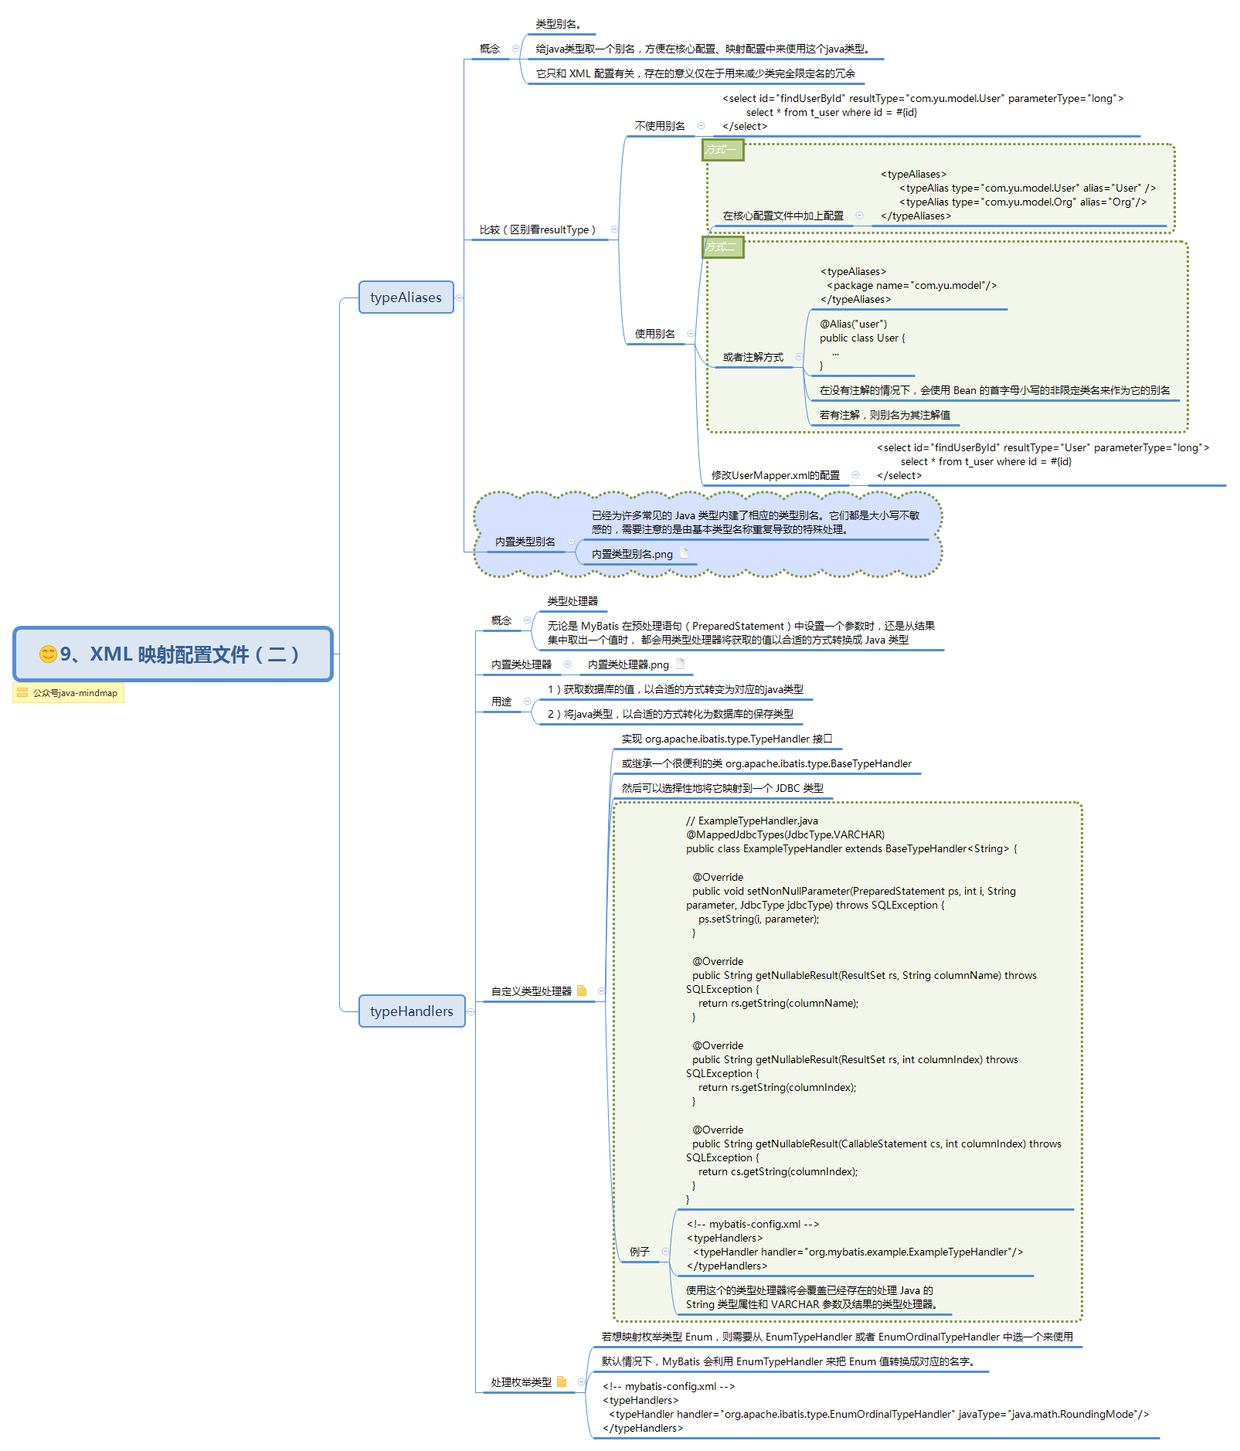 9、XML 映射配置文件（二）
公众号java-mindmap
typeAliases
概念
类型别名。
给java类型取一个别名，方便在核心配置、映射配置中来使用这个java类型。
它只和 XML 配置有关，存在的意义仅在于用来减少类完全限定名的冗余
比较（区别看resultType）
不使用别名
<select id="findUserById" resultType="com.yu.model.User" parameterType="long">
select * from t_user where id = #{id}
</select>
使用别名
方式一
在核心配置文件中加上配置
<typeAliases>
<typeAlias type="com.yu.model.User" alias="User" />
<typeAlias type="com.yu.model.Org" alias="Org"/>
</typeAliases>
方式二
或者注解方式
<typeAliases>
<package name="com.yu.model"/>
</typeAliases>
@Alias("user")
public class User {
...
}
在没有注解的情况下，会使用 Bean 的首字母小写的非限定类名来作为它的别名
若有注解，则别名为其注解值
修改UserMapper.xml的配置
<select id="findUserById" resultType="User" parameterType="long">
select * from t_user where id = #{id}
</select>
内置类型别名
已经为许多常见的 Java 类型内建了相应的类型别名。它们都是大小写不敏
感的，需要注意的是由基本类型名称重复导致的特殊处理。
内置类型别名.png
typeHandlers
概念
类型处理器
无论是 MyBatis 在预处理语句（PreparedStatement）中设置一个参数时，还是从结果
集中取出一个值时， 都会用类型处理器将获取的值以合适的方式转换成 Java 类型
内置类处理器
内置类处理器.png
用途
1）获取数据库的值，以合适的方式转变为对应的java类型
2）将java类型，以合适的方式转化为数据库的保存类型
自定义类型处理器
实现 org.apache.ibatis.type.TypeHandler 接口
或继承一个很便利的类 org.apache.ibatis.type.BaseTypeHandler
然后可以选择性地将它映射到一个 JDBC 类型
例子
// ExampleTypeHandler.java
@MappedJdbcTypes(JdbcType.VARCHAR)
public class ExampleTypeHandler extends BaseTypeHandler<String> {
@Override
public void setNonNullParameter(PreparedStatement ps, int i, String
parameter, JdbcType jdbcType) throws SQLException {
ps.setString(i, parameter);
}
@Override
public String getNullableResult(ResultSet rs, String columnName) throws
SQLException {
return rs.getString(columnName);
}
@Override
public String getNullableResult(ResultSet rs, int columnIndex) throws
SQLException {
return rs.getString(columnIndex);
}
@Override
public String getNullableResult(CallableStatement cs, int columnIndex) throws
SQLException {
return cs.getString(columnIndex);
}
}
<!-- mybatis-config.xml -->
<typeHandlers>
<typeHandler handler="org.mybatis.example.ExampleTypeHandler"/>
</typeHandlers>
使用这个的类型处理器将会覆盖已经存在的处理 Java 的
String 类型属性和 VARCHAR 参数及结果的类型处理器。
处理枚举类型
若想映射枚举类型 Enum，则需要从 EnumTypeHandler 或者 EnumOrdinalTypeHandler 中选一个来使用
默认情况下，MyBatis 会利用 EnumTypeHandler 来把 Enum 值转换成对应的名字。
<!-- mybatis-config.xml -->
<typeHandlers>
<typeHandler handler="org.apache.ibatis.type.EnumOrdinalTypeHandler" javaType="java.math.RoundingMode"/>
</typeHandlers>